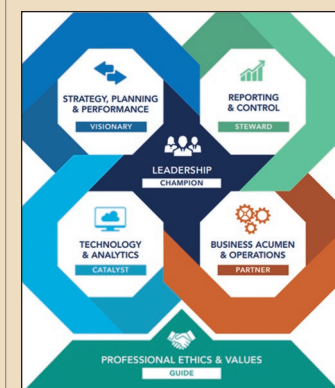 STRATEGY, PLANNING
& PERFORMANCE
VISIONARY
REPORTING
& CONTROL
STEWARD
LEADERSHIP
CHAMPION
TECHNOLOGY
& ANALYTICS
CATALYST
BUSINESS ACUMEN
& OPERATIONS
PARTNER
PROFESSIONAL ETHICS & VALUES
GUIDE